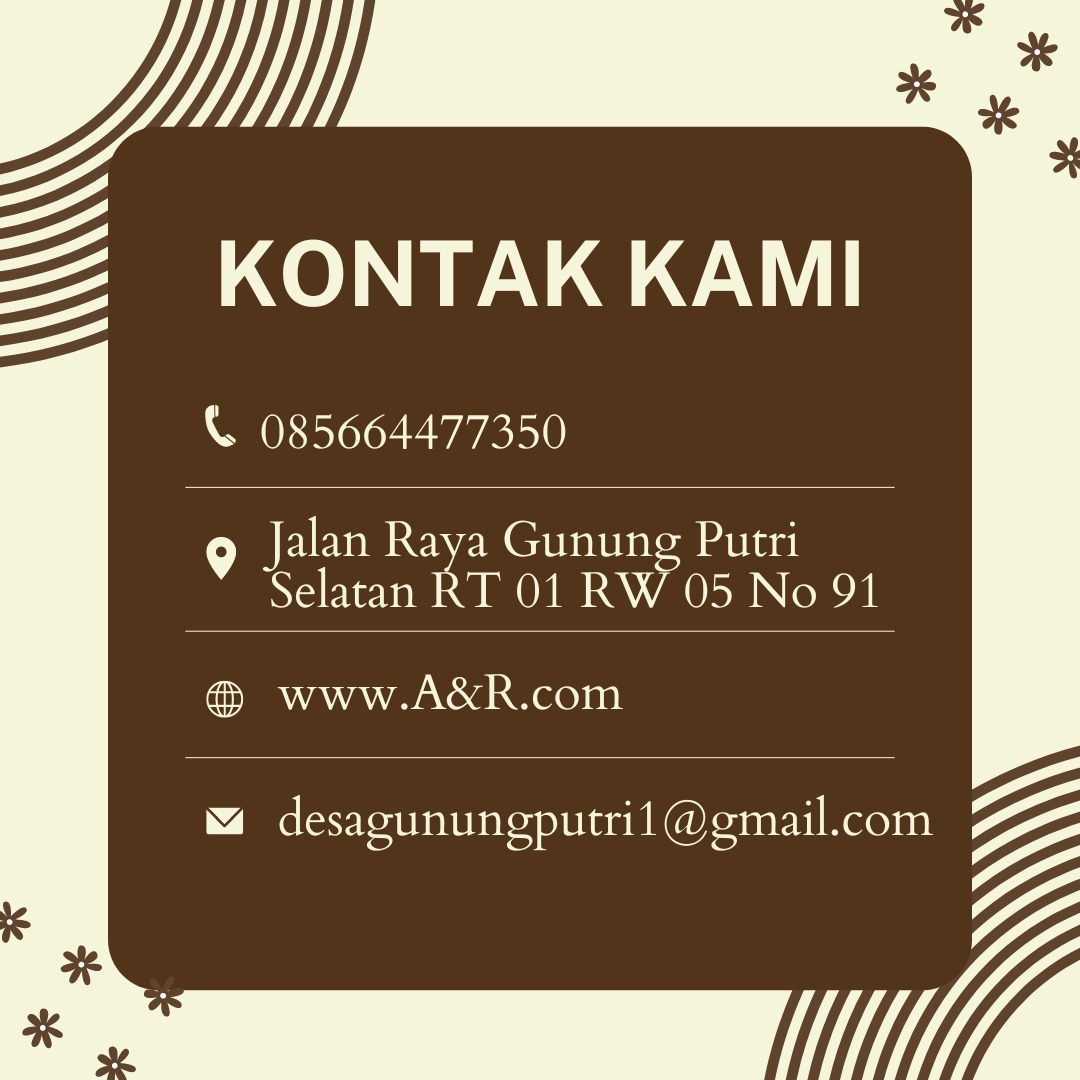 KONTAK KAMI
085664477350
Jalan Raya Gunung Putri
Selatan RT 01 RW 05 No 91
www.A&R.com
desagunungputri1@gmail.com